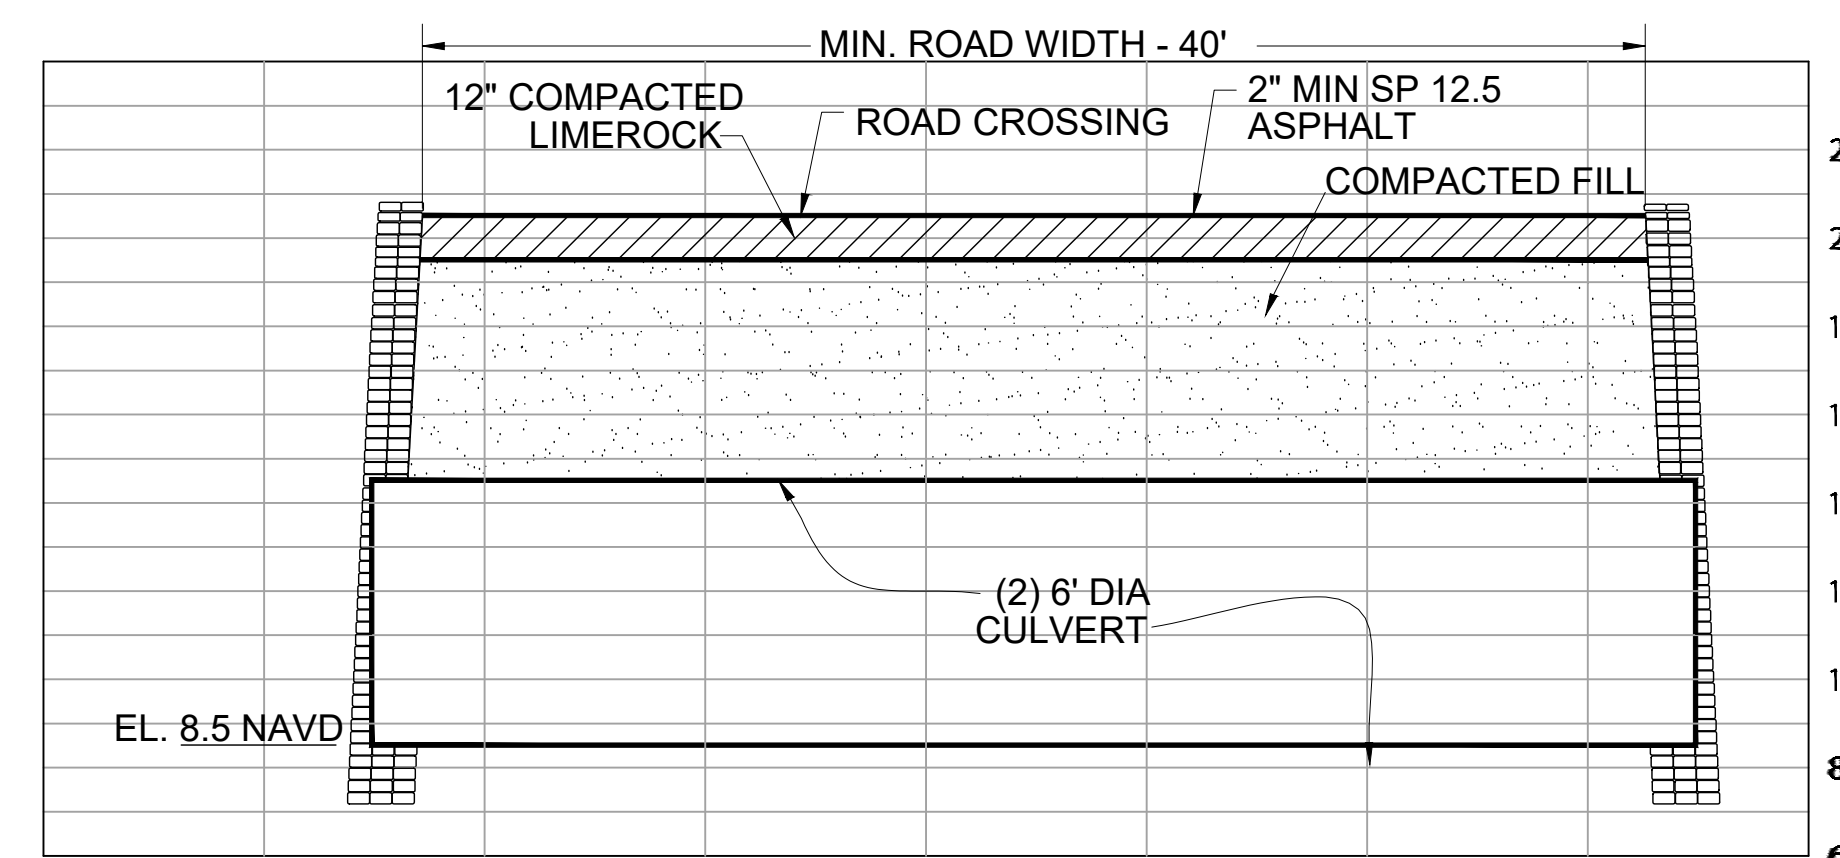 MIN. ROAD WIDTH - 40'
12" COMPACTED
LIMEROCK
ROAD CROSSING
2" MIN SP 12.5
ASPHALT
COMPACTED FILL
(2) 6' DIA
CULVERT
EL. 8.5 NAVD
8